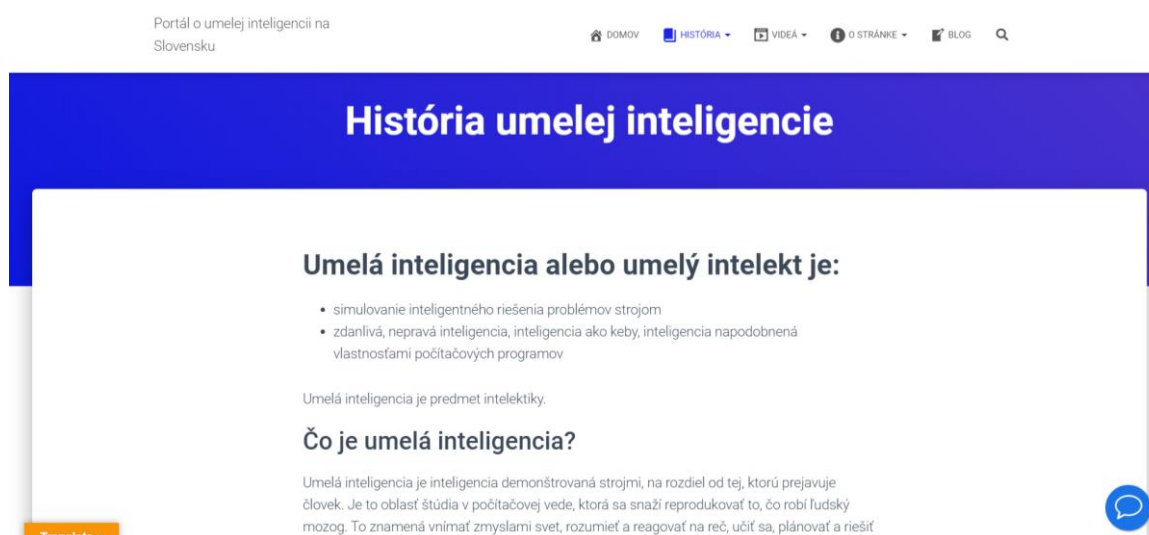 Portál o umelej inteligencii na
Slovensku
DOMOV HISTÓRIA VIDEÁ O STRÁNKE BLOG
História umelej inteligencie
Umelá inteligencia alebo umelý intelekt je:
simulovanie inteligentného riešenia problémov strojom
zdanlivá, nepravá inteligencia, inteligencia ako keby, inteligencia napodobnená
vlastnosťami počítačových programov
Umelá inteligencia je predmet intelektiky.
Čo je umelá inteligencia?
Umelá inteligencia je inteligencia demonštrovaná strojmi, na rozdiel od tej, ktorú prejavuje
človek. Je to oblasť štúdia v počítačovej vede, ktorá sa snaží reprodukovať to, čo robí ľudský
mozog. To znamená vnímať zmyslami svet, rozumieť a reagovať na reč, učiť sa, plánovať a riešiť